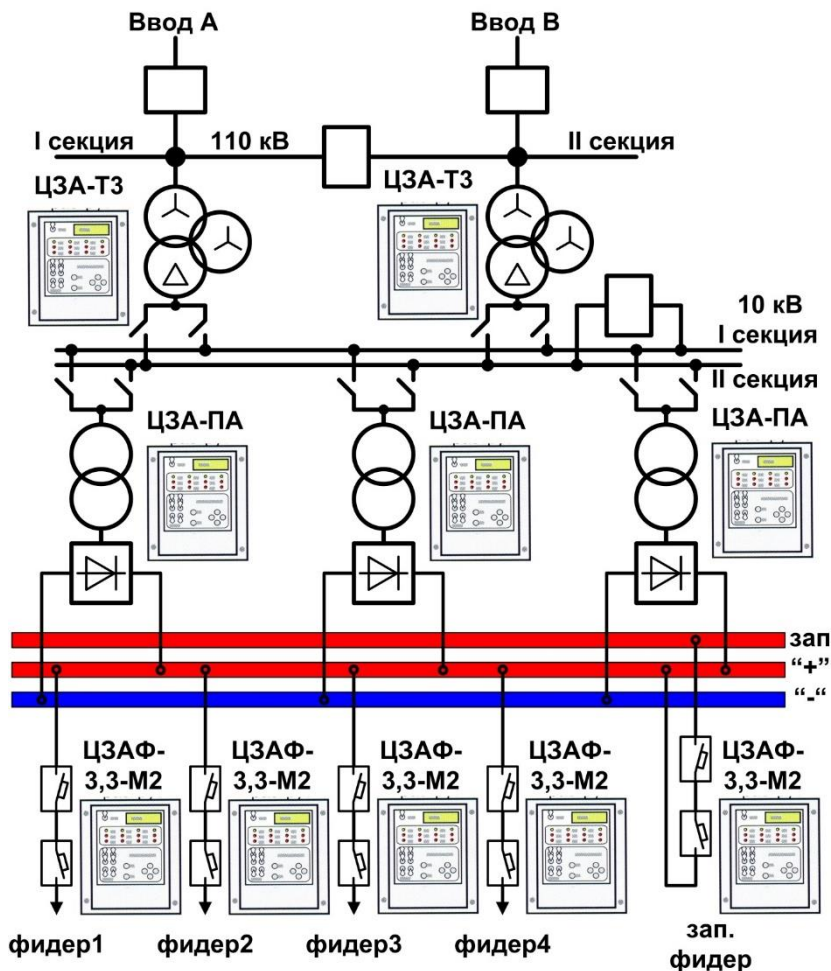 Ввод А
Ввод В
I секция
110 кВ
II секция
ЦЗА-Т3
ЦЗА-Т3
10 кВ
I секция
II секция
ЦЗА-ПА
ЦЗА-ПА
ЦЗА-ПА
зап
“+”
“-“
ЦЗАФ-
3,3-М2
ЦЗАФ-
3,3-М2
ЦЗАФ-
3,3-М2
ЦЗАФ-
3,3-М2
ЦЗАФ-
3,3-М2
фидер1
фидер2
фидер3
фидер4
зап.
фидер